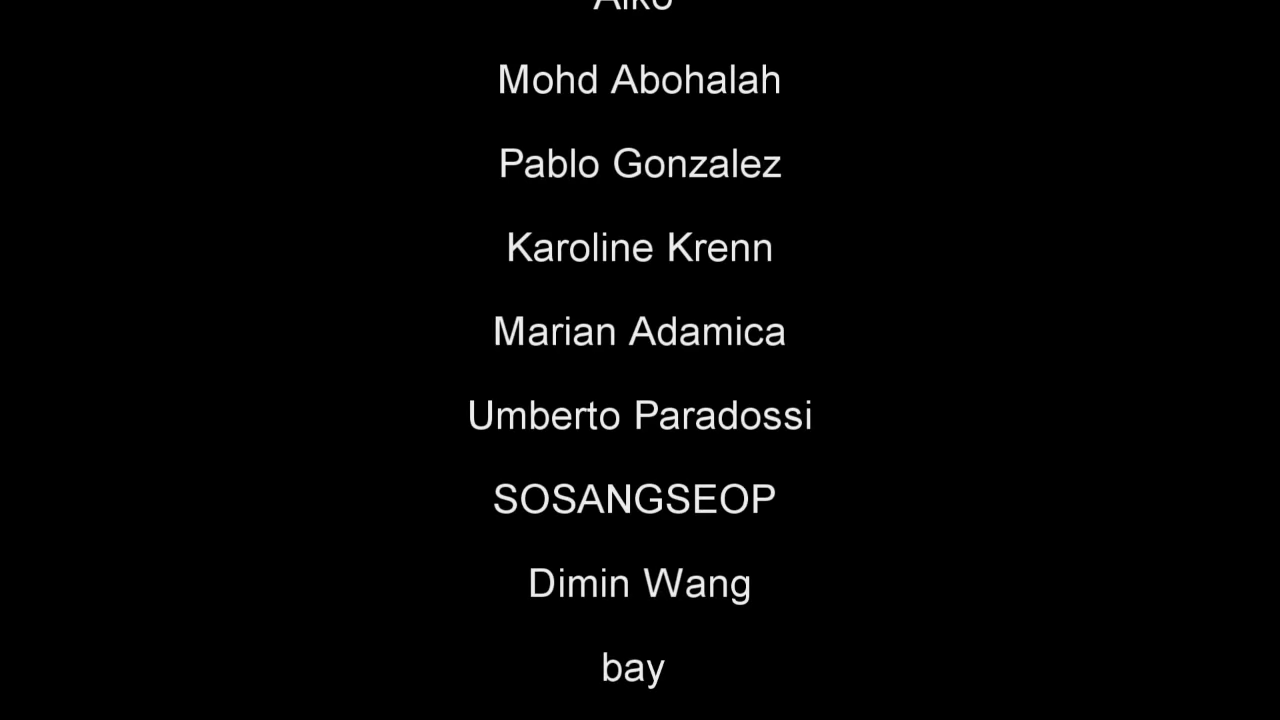 Mohd Abohalah
Pablo Gonzalez
Karoline Krenn
Marian Adamica
Umberto Paradossi
SOSANGSEOP
Dimin Wang
bay